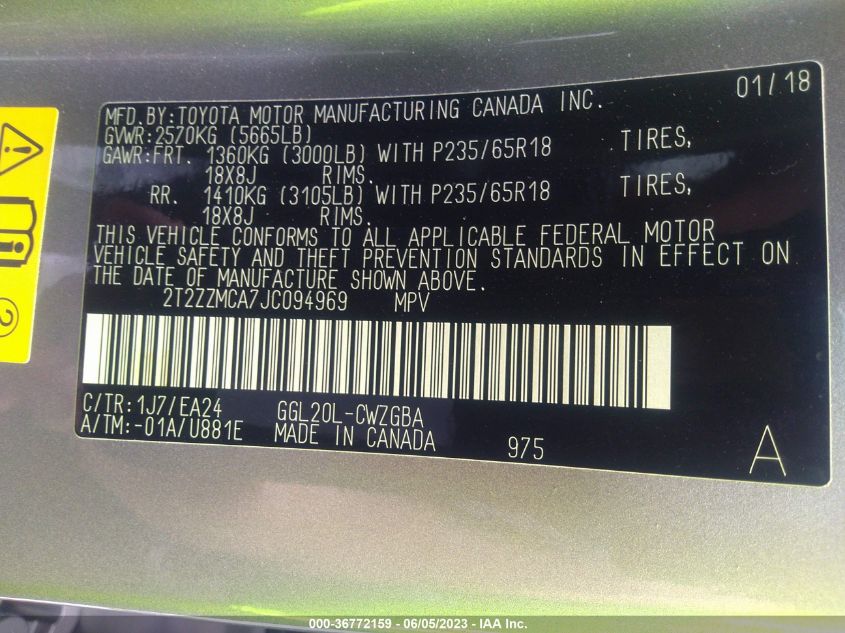 01/18
MFD.BY:TOYOTA MOTOR MANUFACTURING CANADA INC.
GVWR:2570KG (5665LB)
GAWR:FRT. 1360KG (3000LB) WITH P235/65R18 TIRES,
18X8J RIMS.
RR. 1410KG (3105LB) WITH P235/65R18 TIRES,
18X8J RIMS.
THIS VEHICLE CONFORMS TO ALL APPLICABLE FEDERAL MOTOR
VEHICLE SAFETY AND THEFT PREVENTION STANDARDS IN EFFECT ON
THE DATE OF MANUFACTURE SHOWN ABOVE.
2T2ZZMCA7JC094969 MPV
C/TR:1J7/EA24 GGL20L-CWZGBA
A/TM:-01A/U881E MADE IN CANADA 975 A
2
000-36772159 - 06/05/2023 - IAA Inc.